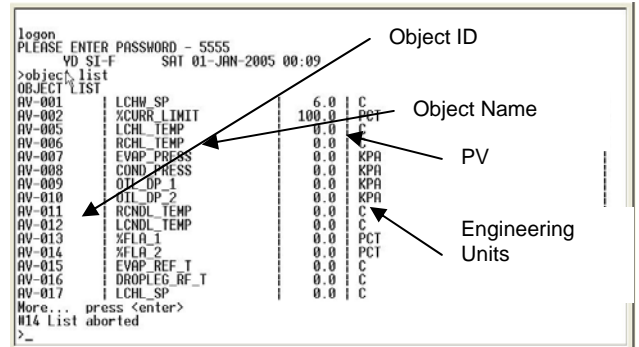 logon
PLEASE ENTER PASSWORD - 5555
YD SI-F SAT 01-JAN-2005 00:09
>object list
OBJECT LIST
AV-001 | LCHW_SP | 6.0 | C
AV-002 | %CURR_LIMIT | 100.0 | PCT
AV-005 | LCHL_TEMP | 0.0 | C
AV-006 | RCHL_TEMP | 0.0 | C
AV-007 | EVAP_PRESS | 0.0 | KPA
AV-008 | COND_PRESS | 0.0 | KPA
AV-009 | OIL_DP_1 | 0.0 | KPA
AV-010 | OIL_DP_2 | 0.0 | KPA
AV-011 | RCNDL_TEMP | 0.0 | C
AV-012 | LCNDL_TEMP | 0.0 | C
AV-013 | %FLA_1 | 0.0 | PCT
AV-014 | %FLA_2 | 0.0 | PCT
AV-015 | EVAP_REF_T | 0.0 | C
AV-016 | DROPLEG_RF_T | 0.0 | C
AV-017 | LCHL_SP | 0.0 | C
More... press <enter>
#14 List aborted
>_
Object ID
Object Name
PV
Engineering
Units